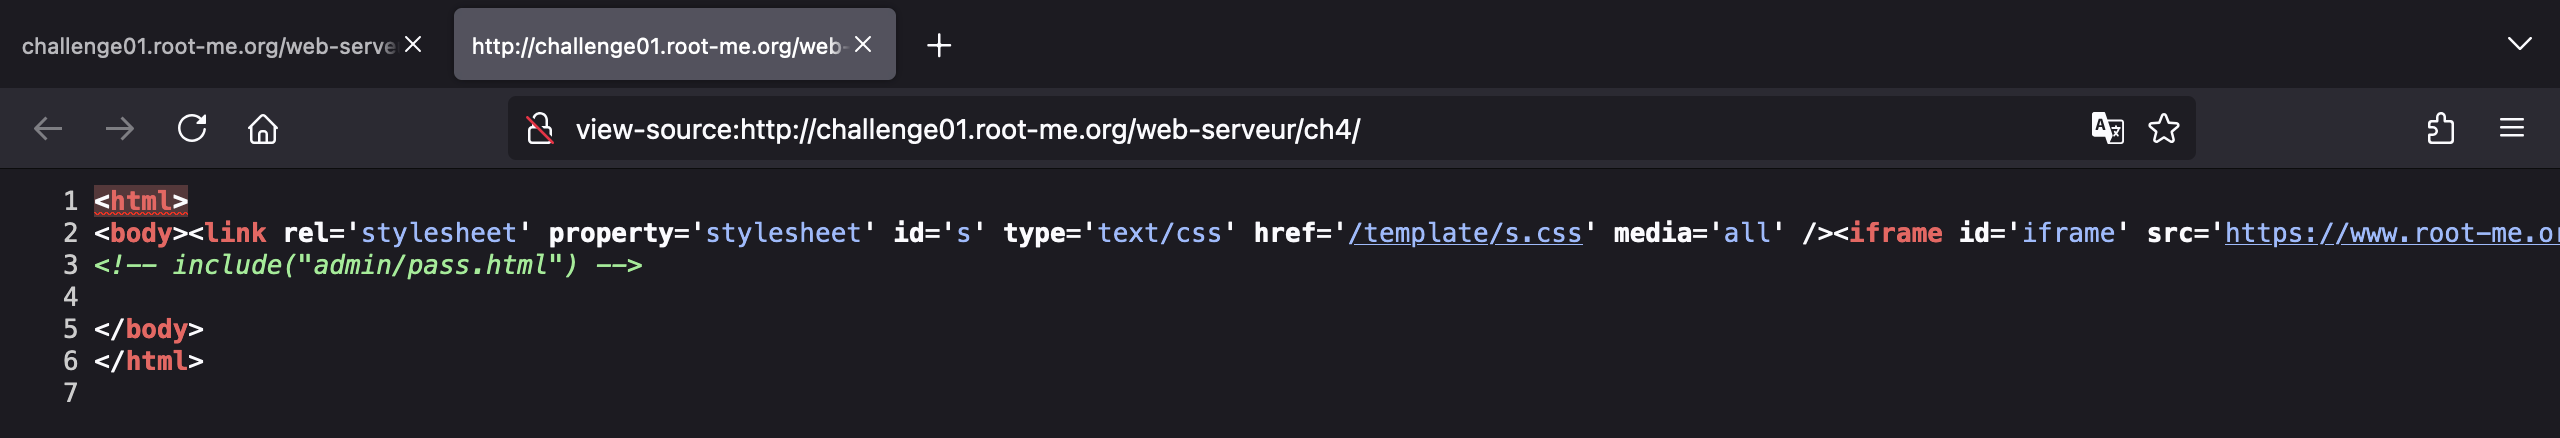 challenge01.root-me.org/web-serve
http://challenge01.root-me.org/web-
view-source:http://challenge01.root-me.org/web-serveur/ch4/
1 <html>
2 <body><link rel='stylesheet' property='stylesheet' id='s' type='text/css' href='/template/s.css' media='all' /><iframe id='iframe' src='https://www.root-me.or
3 <!-- include("admin/pass.html") -->
4
5 </body>
6 </html>
7